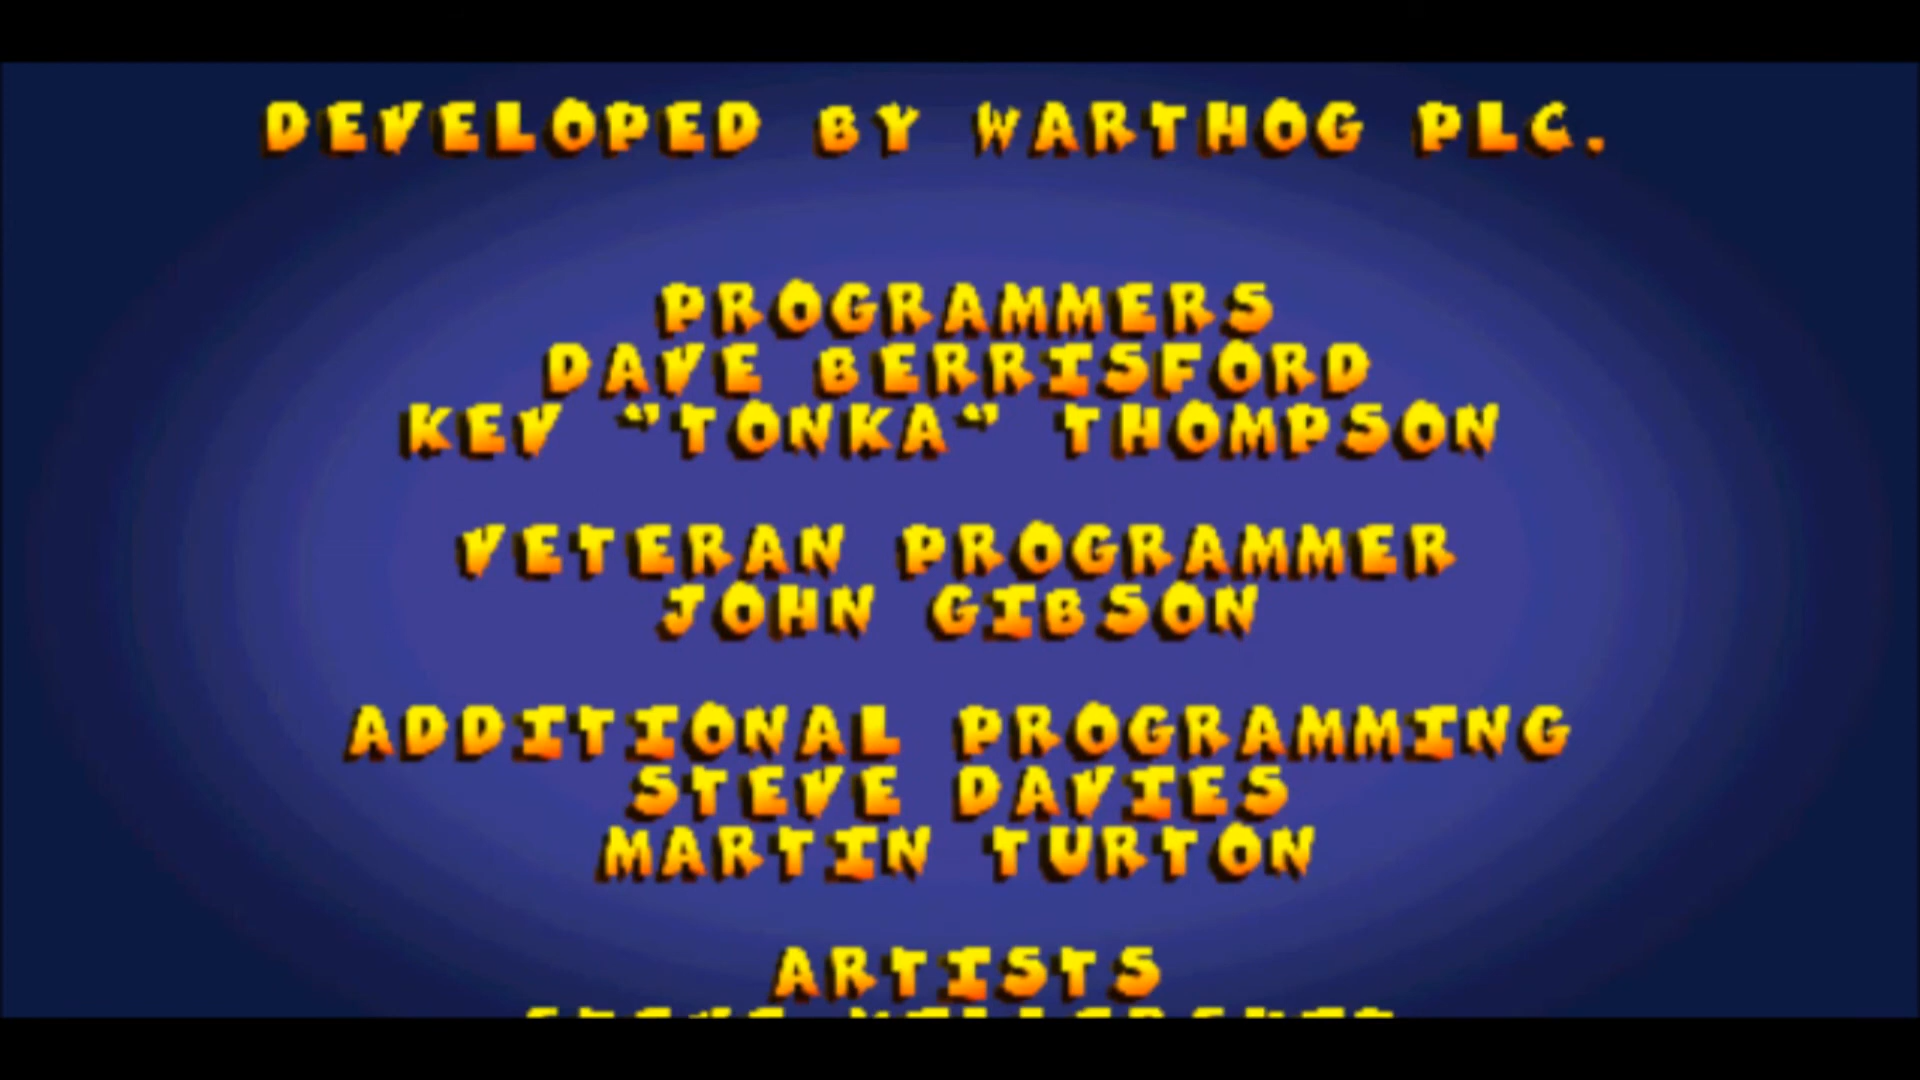 DEVELOPED BY WARTHOG PLC.
PROGRAMMERS
DAVE BERRISFORD
KEV "TONKA" THOMPSON
VETERAN PROGRAMMER
JOHN GIBSON
ADDITIONAL PROGRAMMING
STEVE DAVIES
MARTIN TURTON
ARTISTS